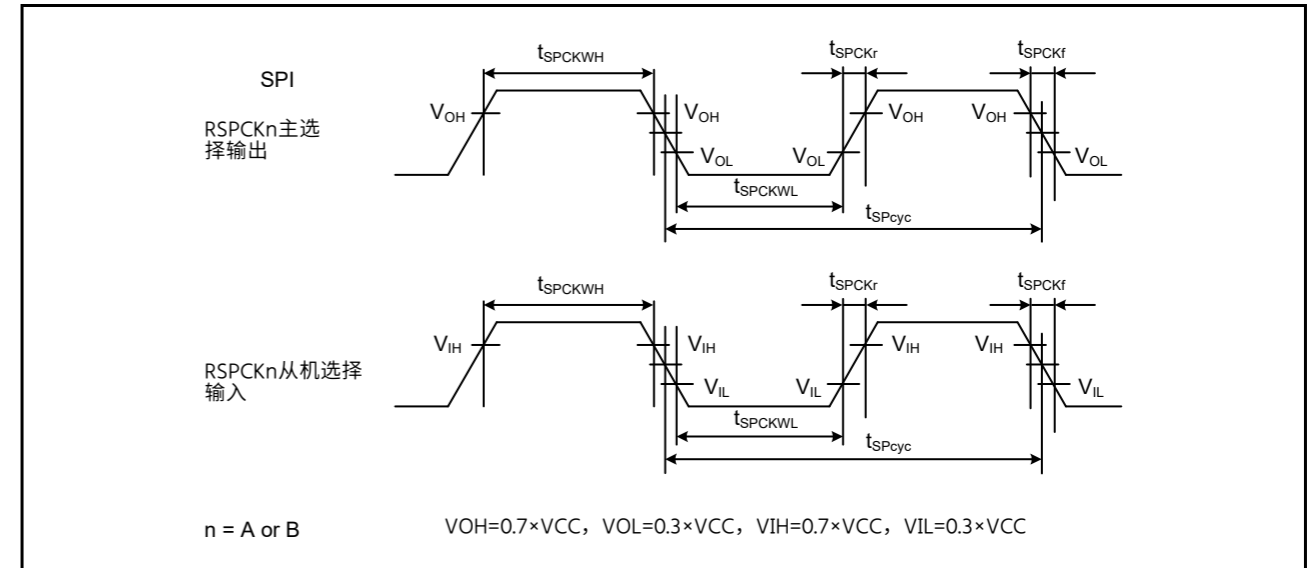 tSPCKWH tSPCKr tSPCKf
SPI
VOH VOH VOH VOH
RSPCKn主选
择输出
VOL VOL VOL
tSPCKWL
tSPcyc
tSPCKWH tSPCKr tSPCKf
VIH VIH VIH VIH
RSPCKn从机选择
输入
VIL VIL VIL
tSPCKWL
tSPcyc
n = A or B VOH=0.7×VCC，VOL=0.3×VCC，VIH=0.7×VCC，VIL=0.3×VCC